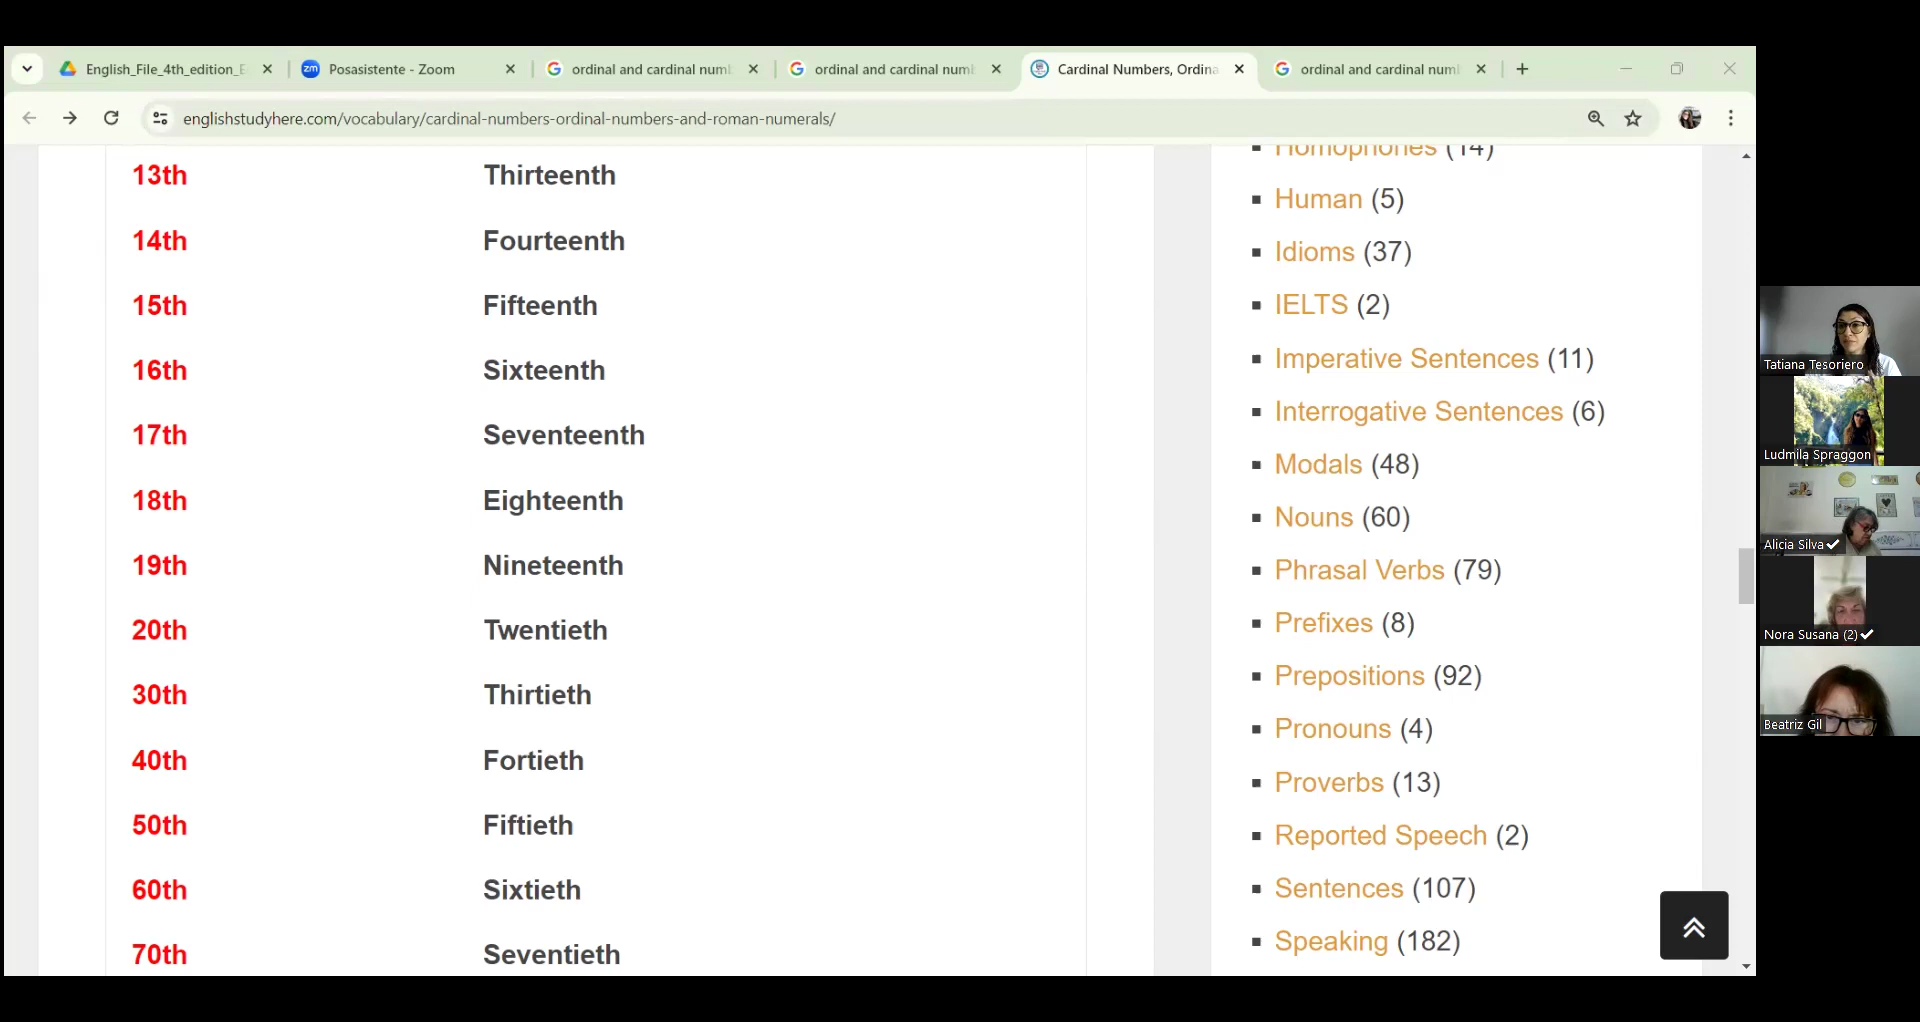 English_File_4th_edition_E
Posasistente - Zoom
ordinal and cardinal numb
ordinal and cardinal numb
Cardinal Numbers, Ordina
ordinal and cardinal numb
englishstudyhere.com/vocabulary/cardinal-numbers-ordinal-numbers-and-roman-numerals/
13th Thirteenth
14th Fourteenth
15th Fifteenth
16th Sixteenth
17th Seventeenth
18th Eighteenth
19th Nineteenth
20th Twentieth
30th Thirtieth
40th Fortieth
50th Fiftieth
60th Sixtieth
70th Seventieth
Homophones (14)
Human (5)
Idioms (37)
IELTS (2)
Imperative Sentences (11)
Interrogative Sentences (6)
Modals (48)
Nouns (60)
Phrasal Verbs (79)
Prefixes (8)
Prepositions (92)
Pronouns (4)
Proverbs (13)
Reported Speech (2)
Sentences (107)
Speaking (182)
Tatiana Tesoriero
Ludmila Spraggon
Alicia Silva
Nora Susana (2)
Beatriz Gil